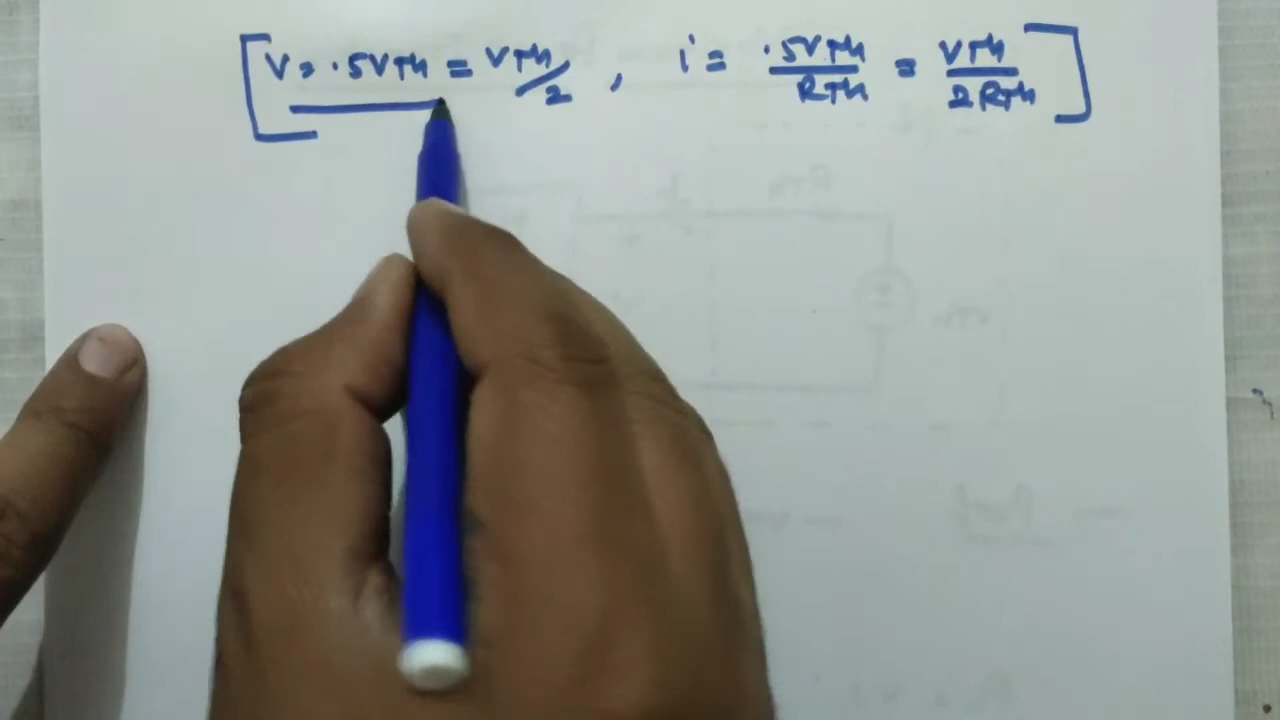 [V = .5VTh = VTh/2 , i = .5VTh/RTh = VTh/2RTh]